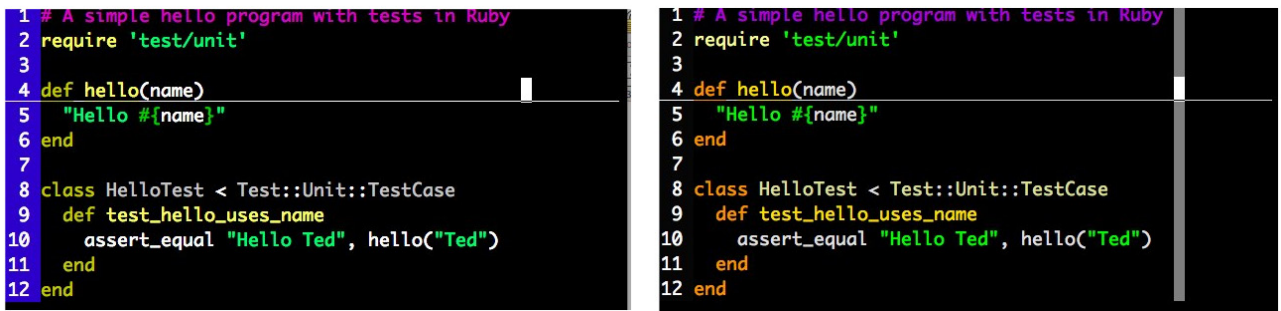 1 # A simple hello program with tests in Ruby
2 require 'test/unit'
3
4 def hello(name)
5   "Hello #{name}"
6 end
7
8 class HelloTest < Test::Unit::TestCase
9   def test_hello_uses_name
10     assert_equal "Hello Ted", hello("Ted")
11   end
12 end
1 # A simple hello program with tests in Ruby
2 require 'test/unit'
3
4 def hello(name)
5   "Hello #{name}"
6 end
7
8 class HelloTest < Test::Unit::TestCase
9   def test_hello_uses_name
10     assert_equal "Hello Ted", hello("Ted")
11   end
12 end